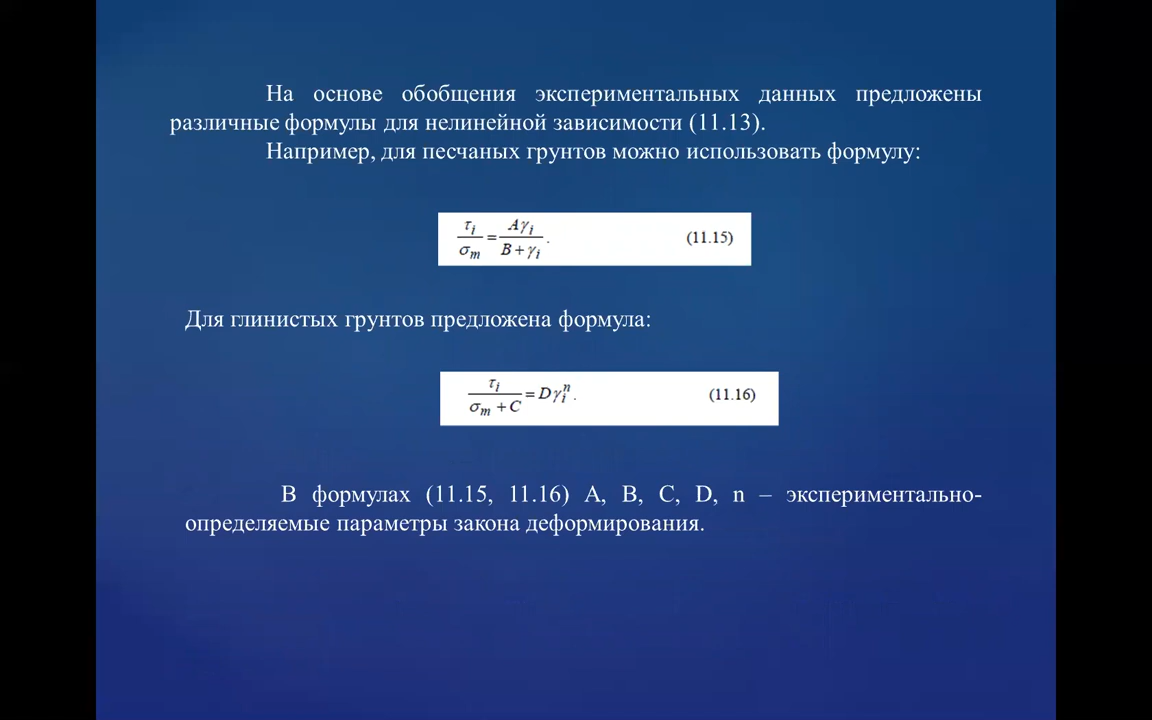 На основе обобщения экспериментальных данных предложены
различные формулы для нелинейной зависимости (11.13).
Например, для песчаных грунтов можно использовать формулу:
τᵢ/σₘ = Aγᵢ/(B + γᵢ). (11.15)
Для глинистых грунтов предложена формула:
τᵢ/(σₘ + C) = Dγᵢⁿ. (11.16)
В формулах (11.15, 11.16) A, B, C, D, n – экспериментально-
определяемые параметры закона деформирования.